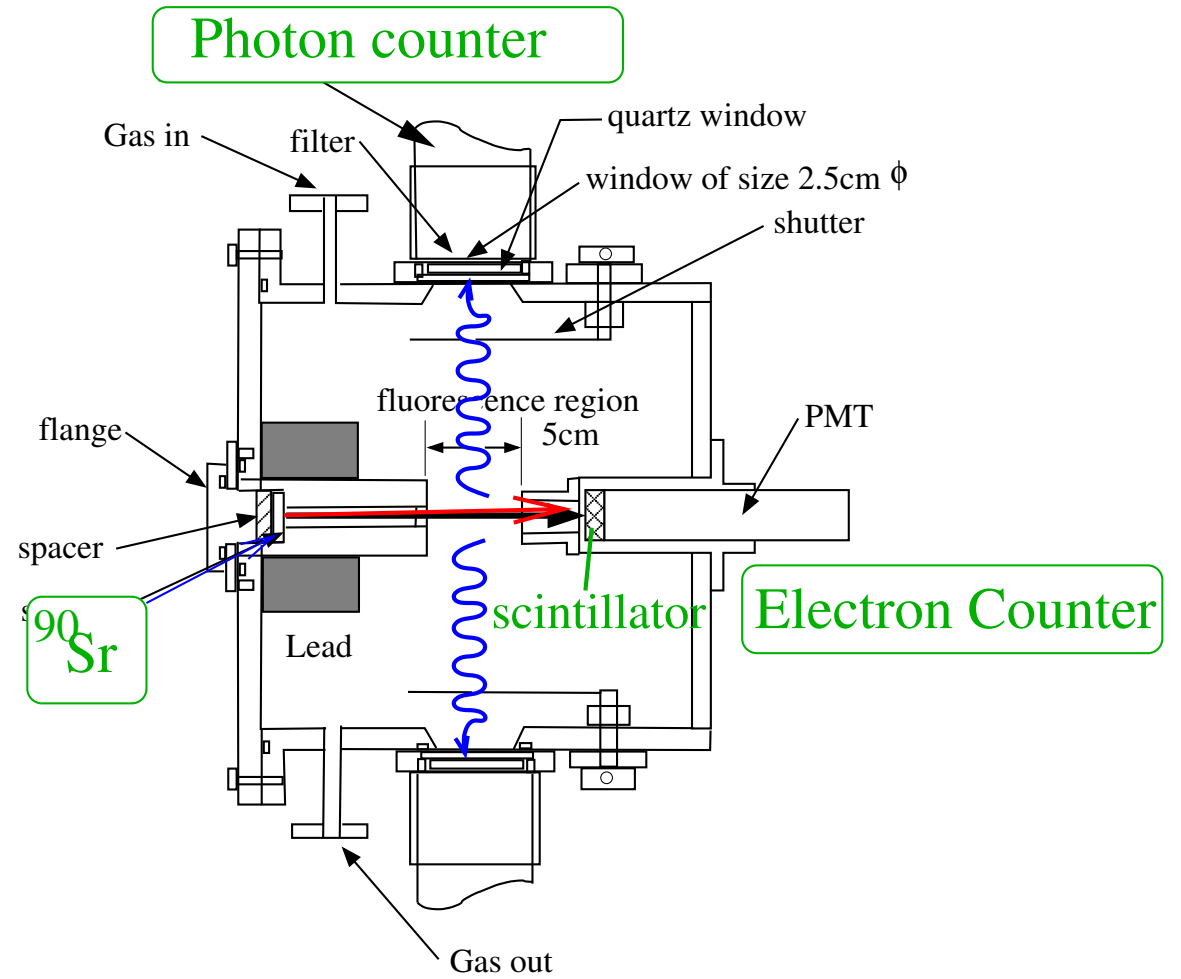 Photon counter
quartz window
Gas in
filter
window of size 2.5cm ϕ
shutter
fluorescence region
5cm
PMT
flange
spacer
90Sr
scintillator
Electron Counter
Lead
Gas out